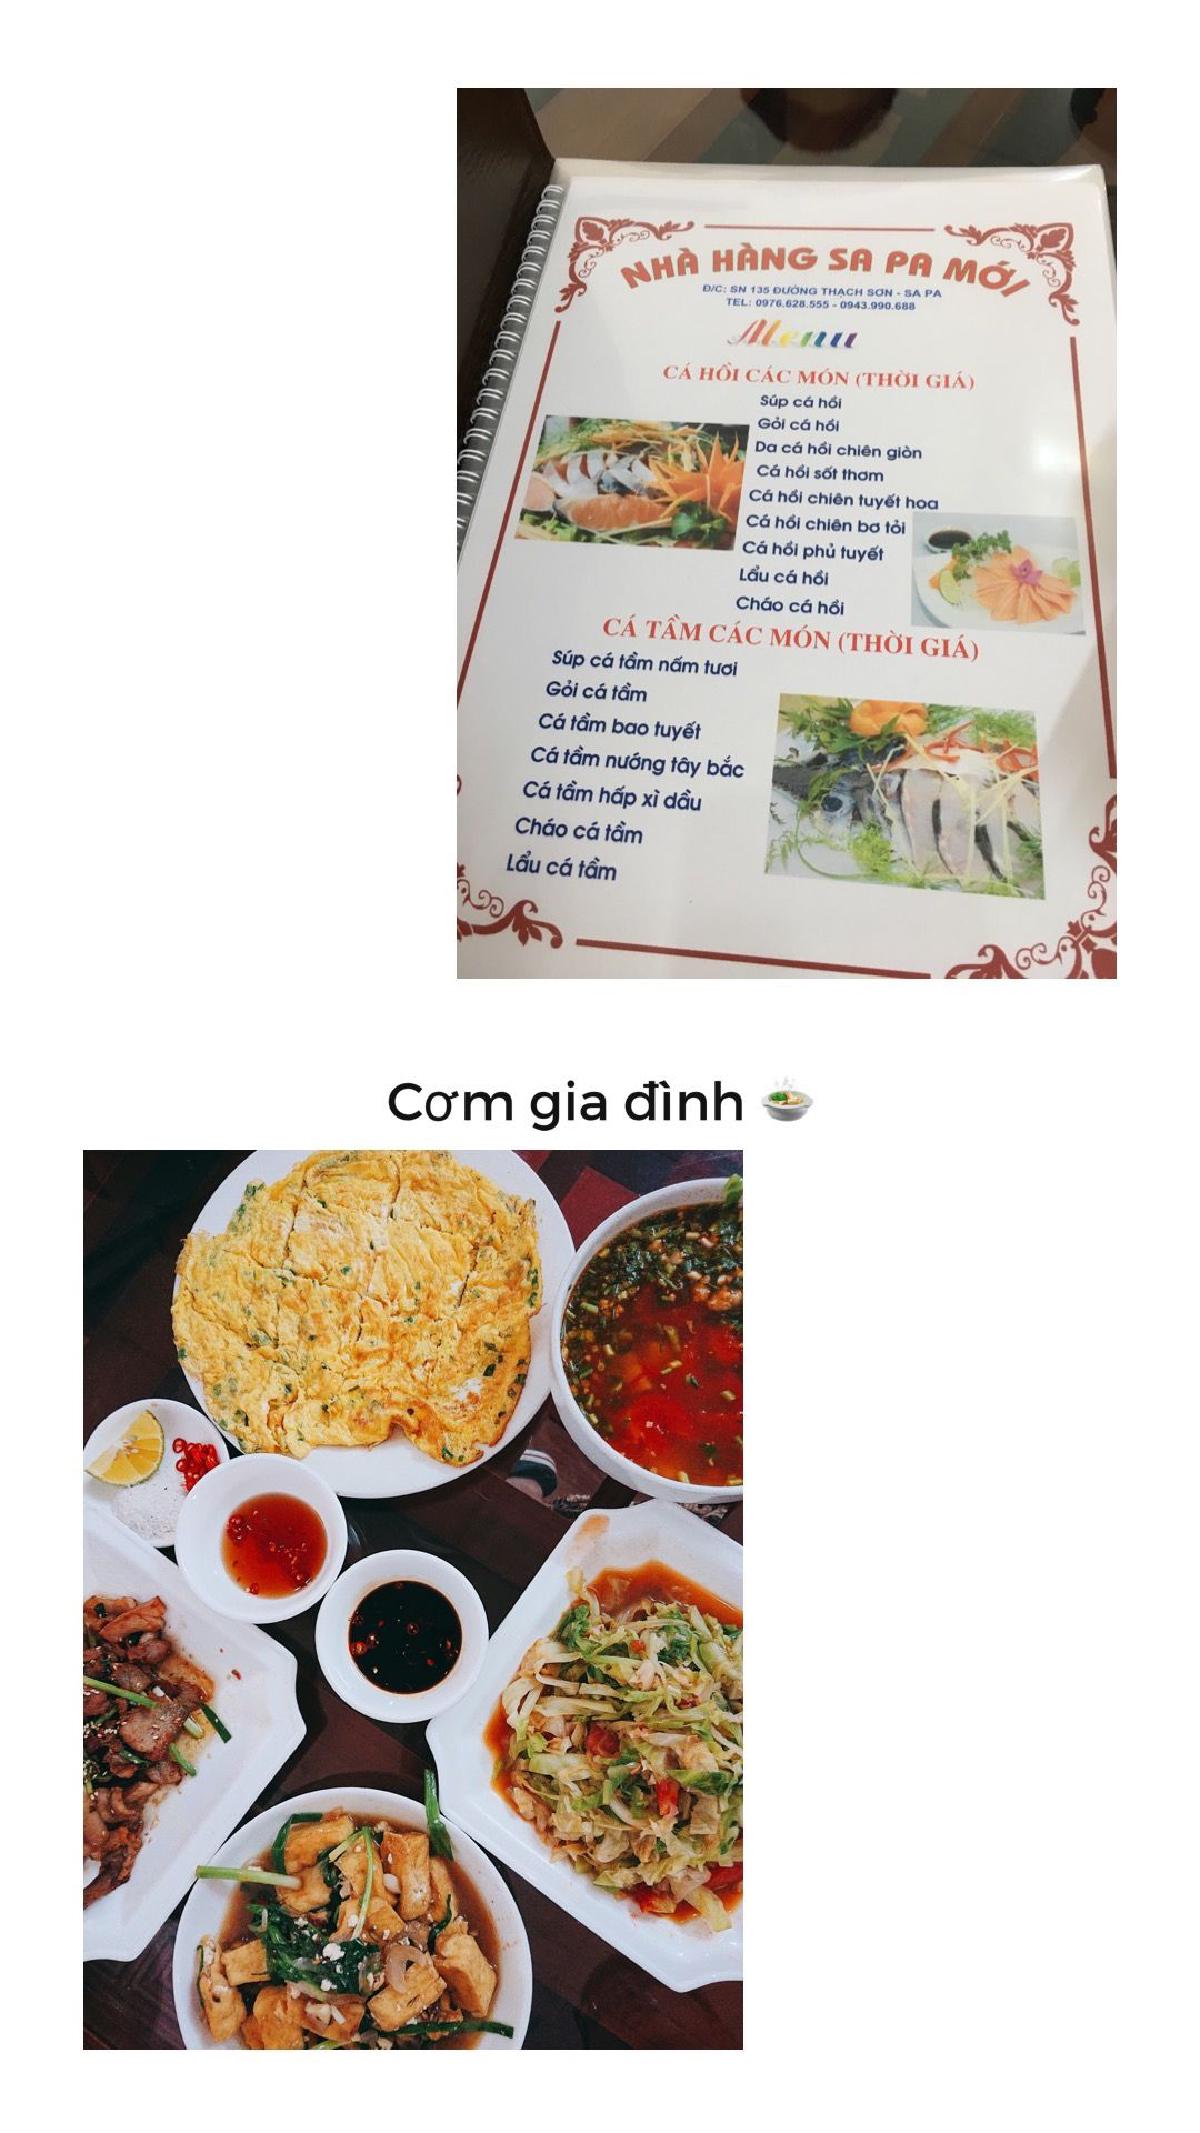 NHÀ HÀNG SA PA MỚI
Đ/C: SN 135 ĐƯỜNG THẠCH SƠN - SA PA
TEL: 0976.628.555 - 0943.990.688
Menu
CÁ HỒI CÁC MÓN (THỜI GIÁ)
Súp cá hồi
Gỏi cá hồi
Da cá hồi chiên giòn
Cá hồi sốt thơm
Cá hồi chiên tuyết hoa
Cá hồi chiên bơ tỏi
Cá hồi phủ tuyết
Lẩu cá hồi
Cháo cá hồi
CÁ TẦM CÁC MÓN (THỜI GIÁ)
Súp cá tầm nấm tươi
Gỏi cá tầm
Cá tầm bao tuyết
Cá tầm nướng tây bắc
Cá tầm hấp xì dầu
Cháo cá tầm
Lẩu cá tầm
Cơm gia đình 🍲